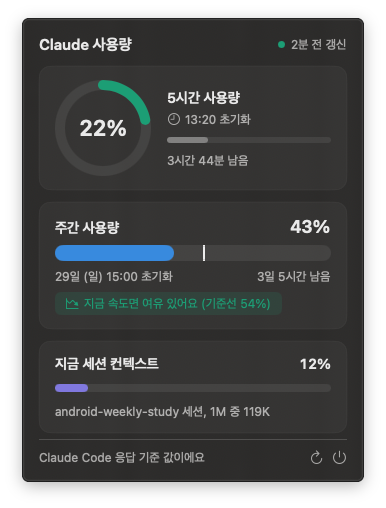 Claude 사용량
2분 전 갱신
22%
5시간 사용량
13:20 초기화
3시간 44분 남음
주간 사용량
43%
29일 (일) 15:00 초기화
3일 5시간 남음
지금 속도면 여유 있어요 (기준선 54%)
지금 세션 컨텍스트
12%
android-weekly-study 세션, 1M 중 119K
Claude Code 응답 기준 값이에요